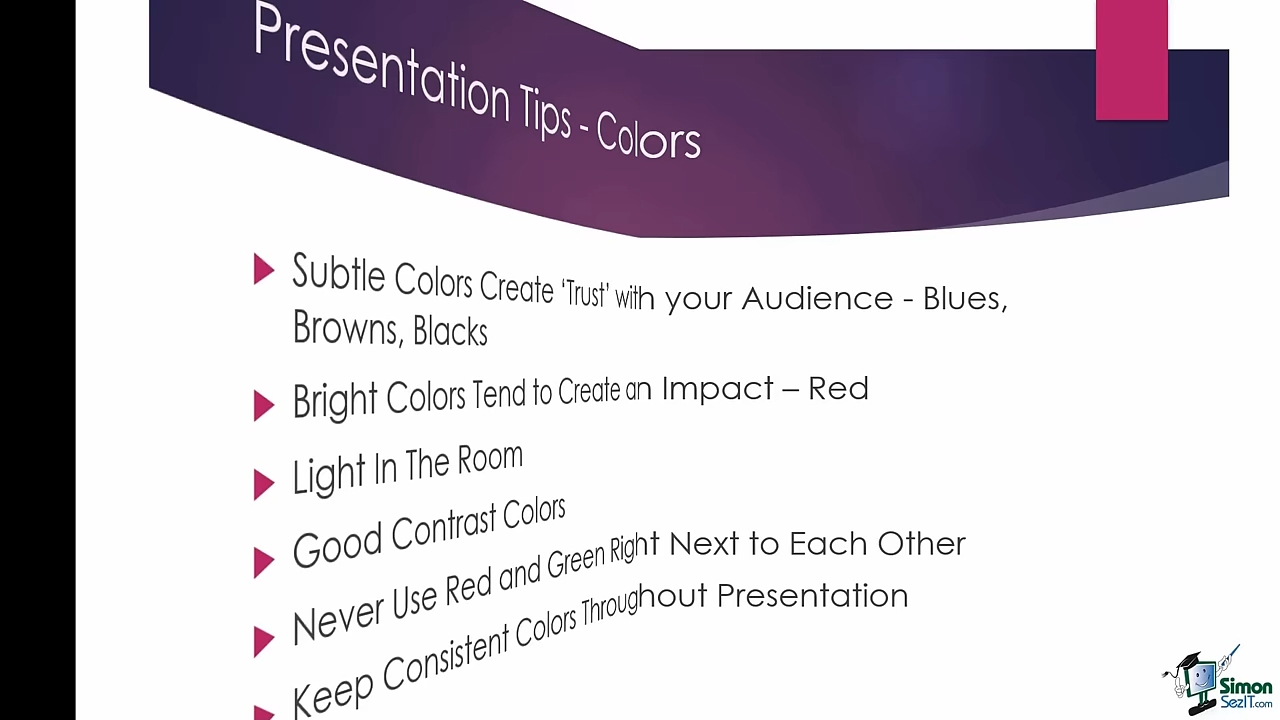 Presentation Tips - Colors
Subtle Colors Create ‘Trust’ with your Audience - Blues,
Browns, Blacks
Bright Colors Tend to Create an Impact – Red
Light In The Room
Good Contrast Colors
Never Use Red and Green Right Next to Each Other
Keep Consistent Colors Throughout Presentation
Simon
SezIT.com